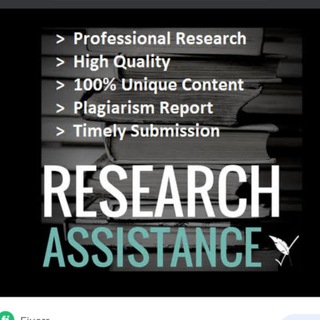 > Professional Research
> High Quality
> 100% Unique Content
> Plagiarism Report
> Timely Submission
RESEARCH
ASSISTANCE